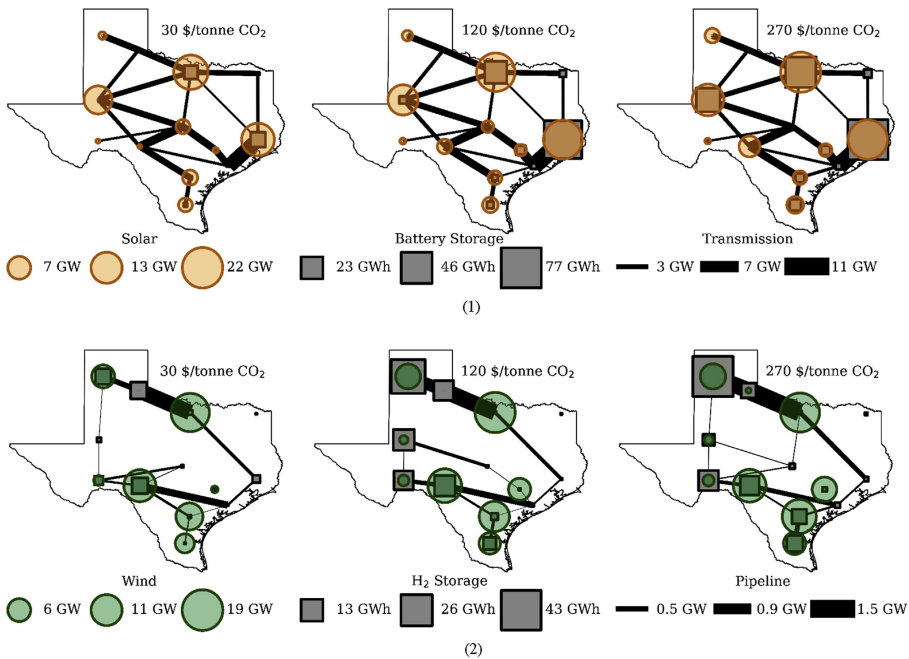 30 $/tonne CO₂ 120 $/tonne CO₂ 270 $/tonne CO₂
Solar Battery Storage Transmission
7 GW 13 GW 22 GW 23 GWh 46 GWh 77 GWh 3 GW 7 GW 11 GW
(1)
30 $/tonne CO₂ 120 $/tonne CO₂ 270 $/tonne CO₂
Wind H₂ Storage Pipeline
6 GW 11 GW 19 GW 13 GWh 26 GWh 43 GWh 0.5 GW 0.9 GW 1.5 GW
(2)